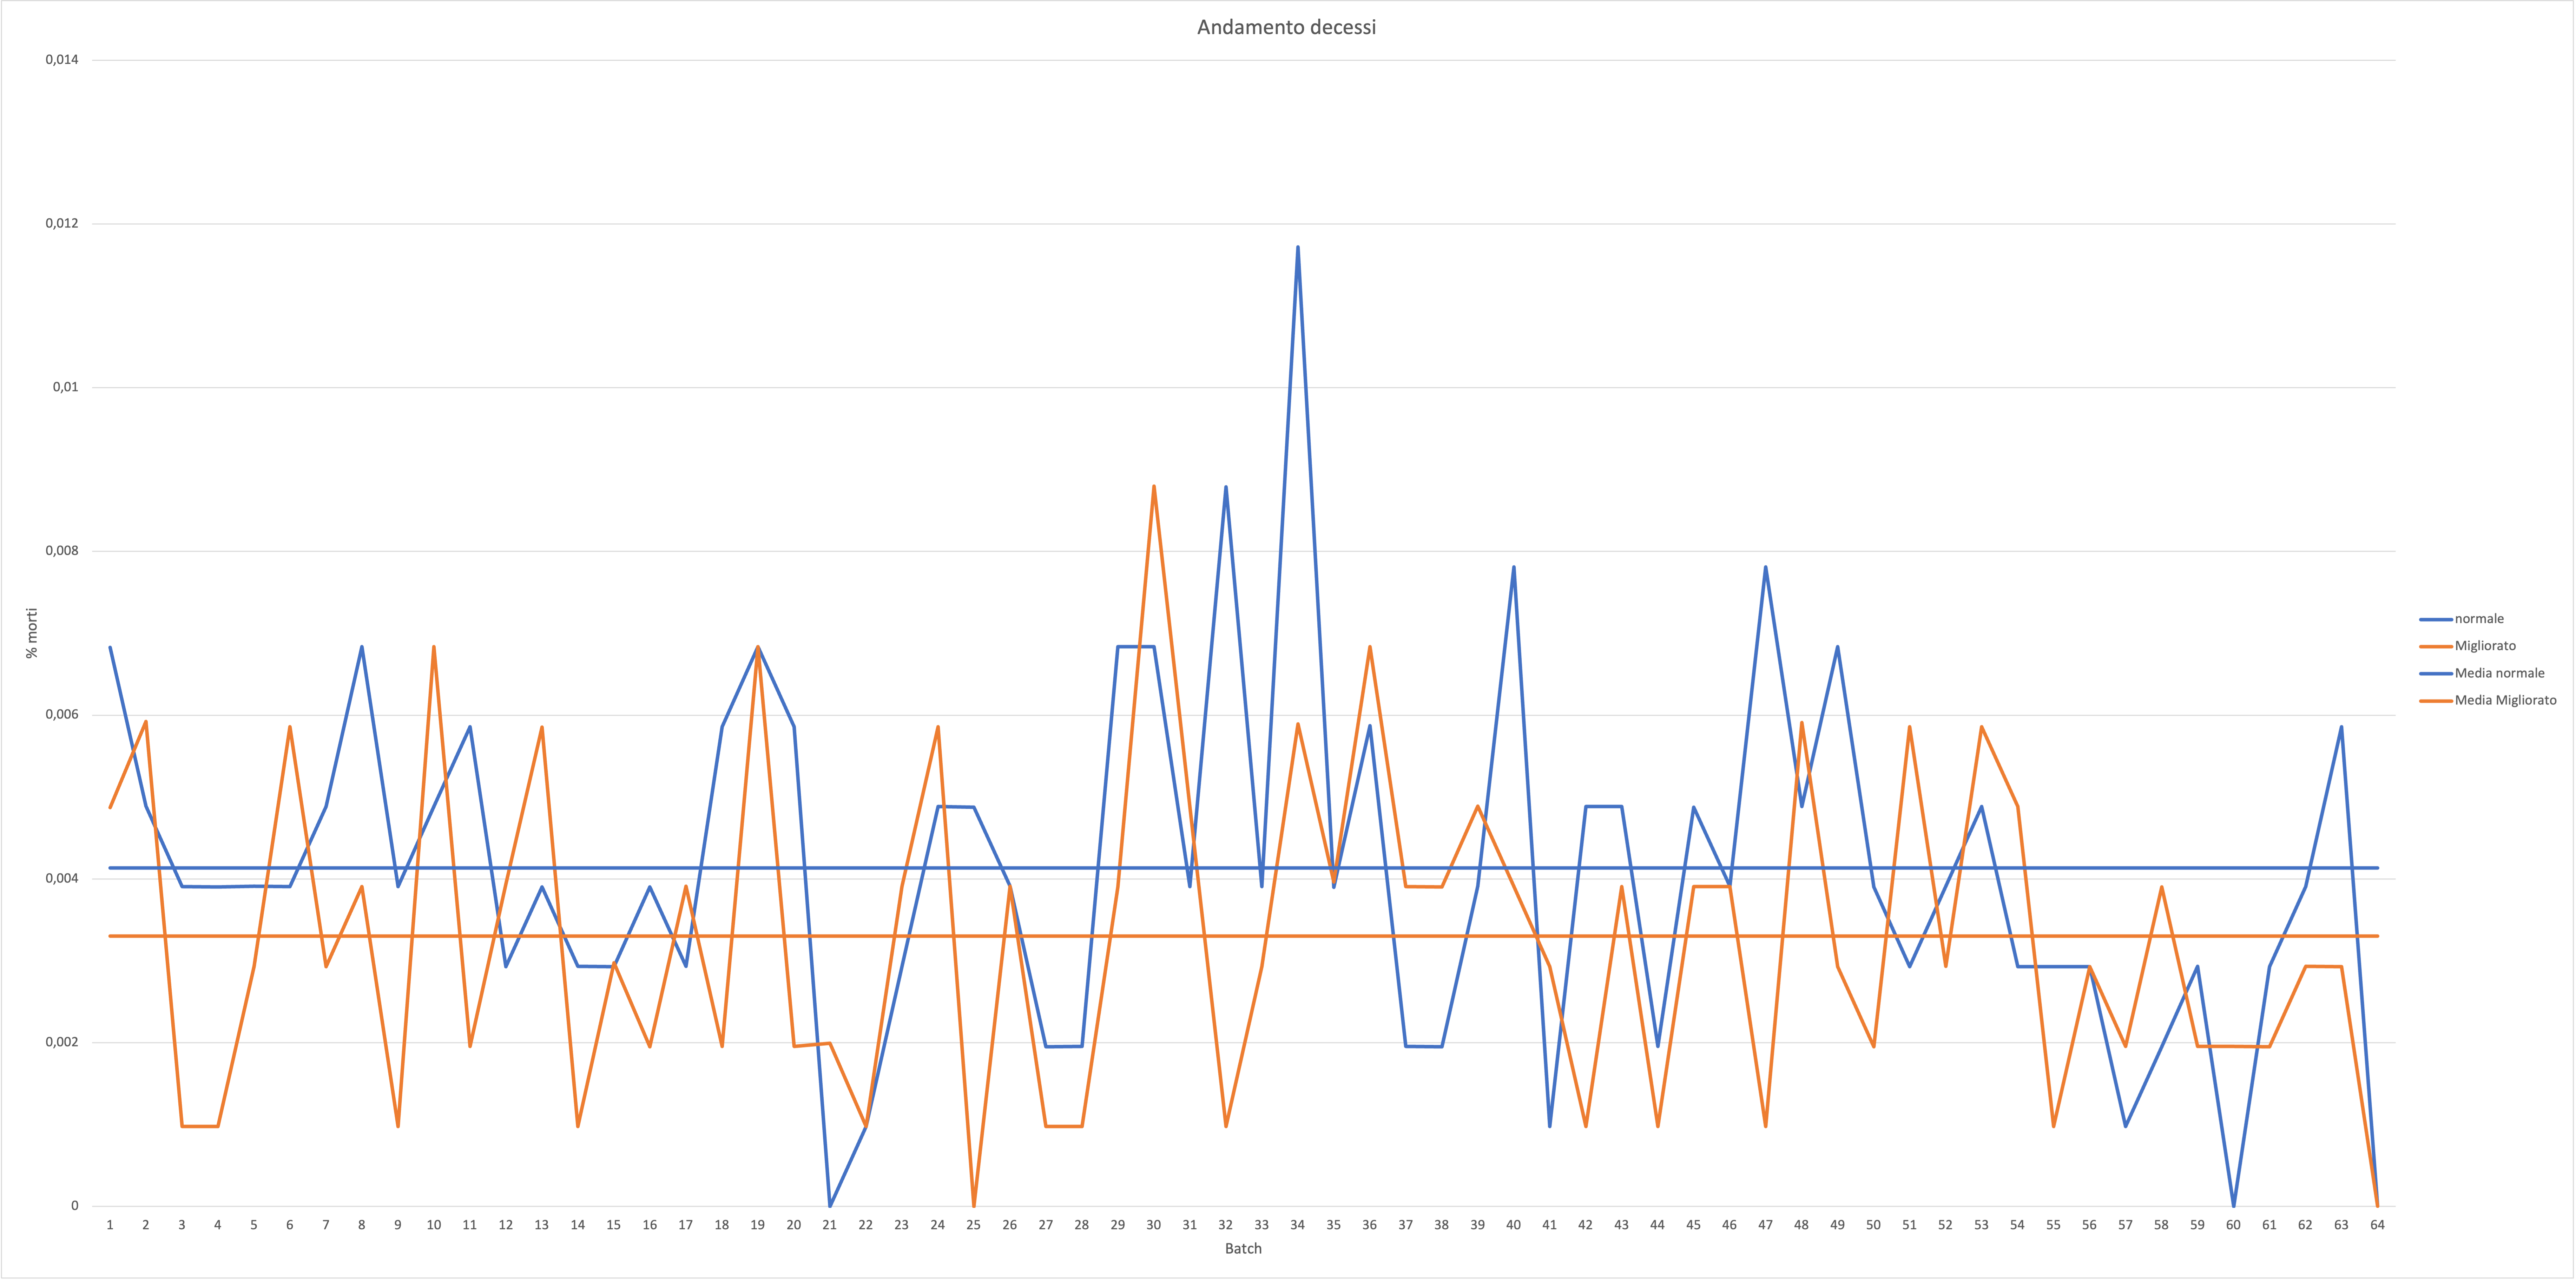 Andamento decessi
0,014
0,012
0,01
0,008
0,006
0,004
0,002
0
% morti
1 2 3 4 5 6 7 8 9 10 11 12 13 14 15 16 17 18 19 20 21 22 23 24 25 26 27 28 29 30 31 32 33 34 35 36 37 38 39 40 41 42 43 44 45 46 47 48 49 50 51 52 53 54 55 56 57 58 59 60 61 62 63 64
Batch
normale
Migliorato
Media normale
Media Migliorato